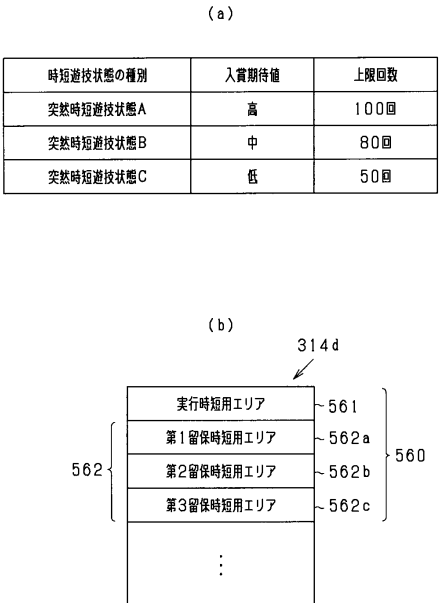 (a)
時短遊技状態の種別 入賞期待値 上限回数
突然時短遊技状態A 高 100回
突然時短遊技状態B 中 80回
突然時短遊技状態C 低 50回
(b)
314d
実行時短用エリア 561
第1留保時短用エリア 562a
第2留保時短用エリア 562b
第3留保時短用エリア 562c
562
560
⋮